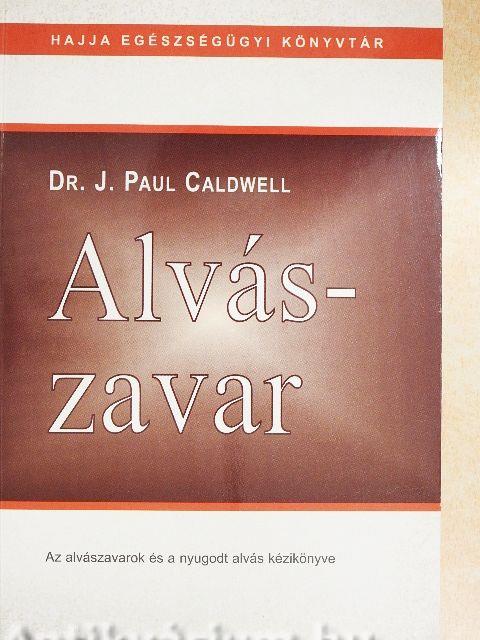 HAJJA EGÉSZSÉGÜGYI KÖNYVTÁR
DR. J. PAUL CALDWELL
Alvás-
zavar
Az alvászavarok és a nyugodt alvás kézikönyve